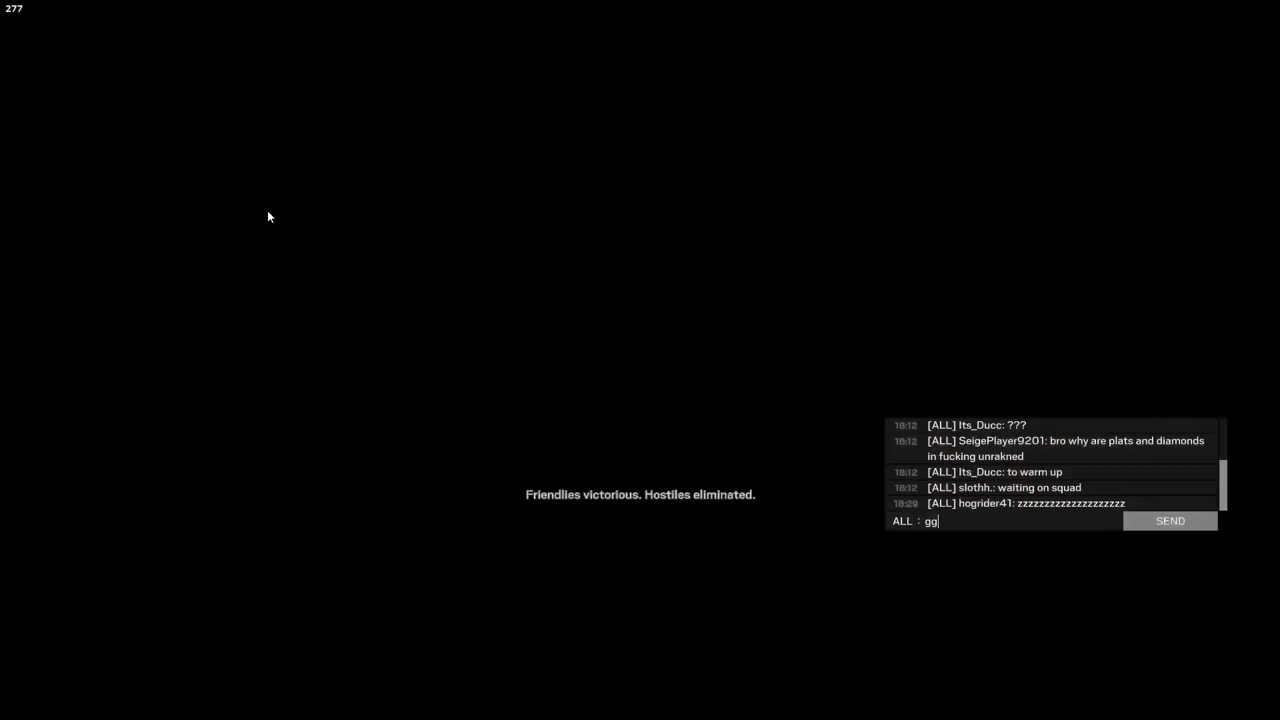 277
18:12 [ALL] Its_Ducc: ???
18:12 [ALL] SeigePlayer9201: bro why are plats and diamonds
in fucking unrakned
18:12 [ALL] Its_Ducc: to warm up
18:12 [ALL] slothh.: waiting on squad
Friendlies victorious. Hostiles eliminated.
18:29 [ALL] hogrider41: zzzzzzzzzzzzzzzzzzzz
ALL : gg
SEND